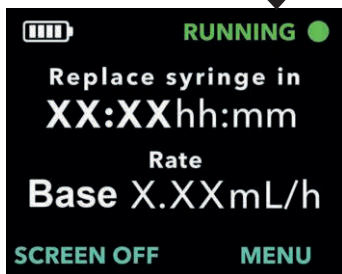 RUNNING
Replace syringe in
XX:XXhh:mm
Rate
Base X.XXmL/h
SCREEN OFF MENU